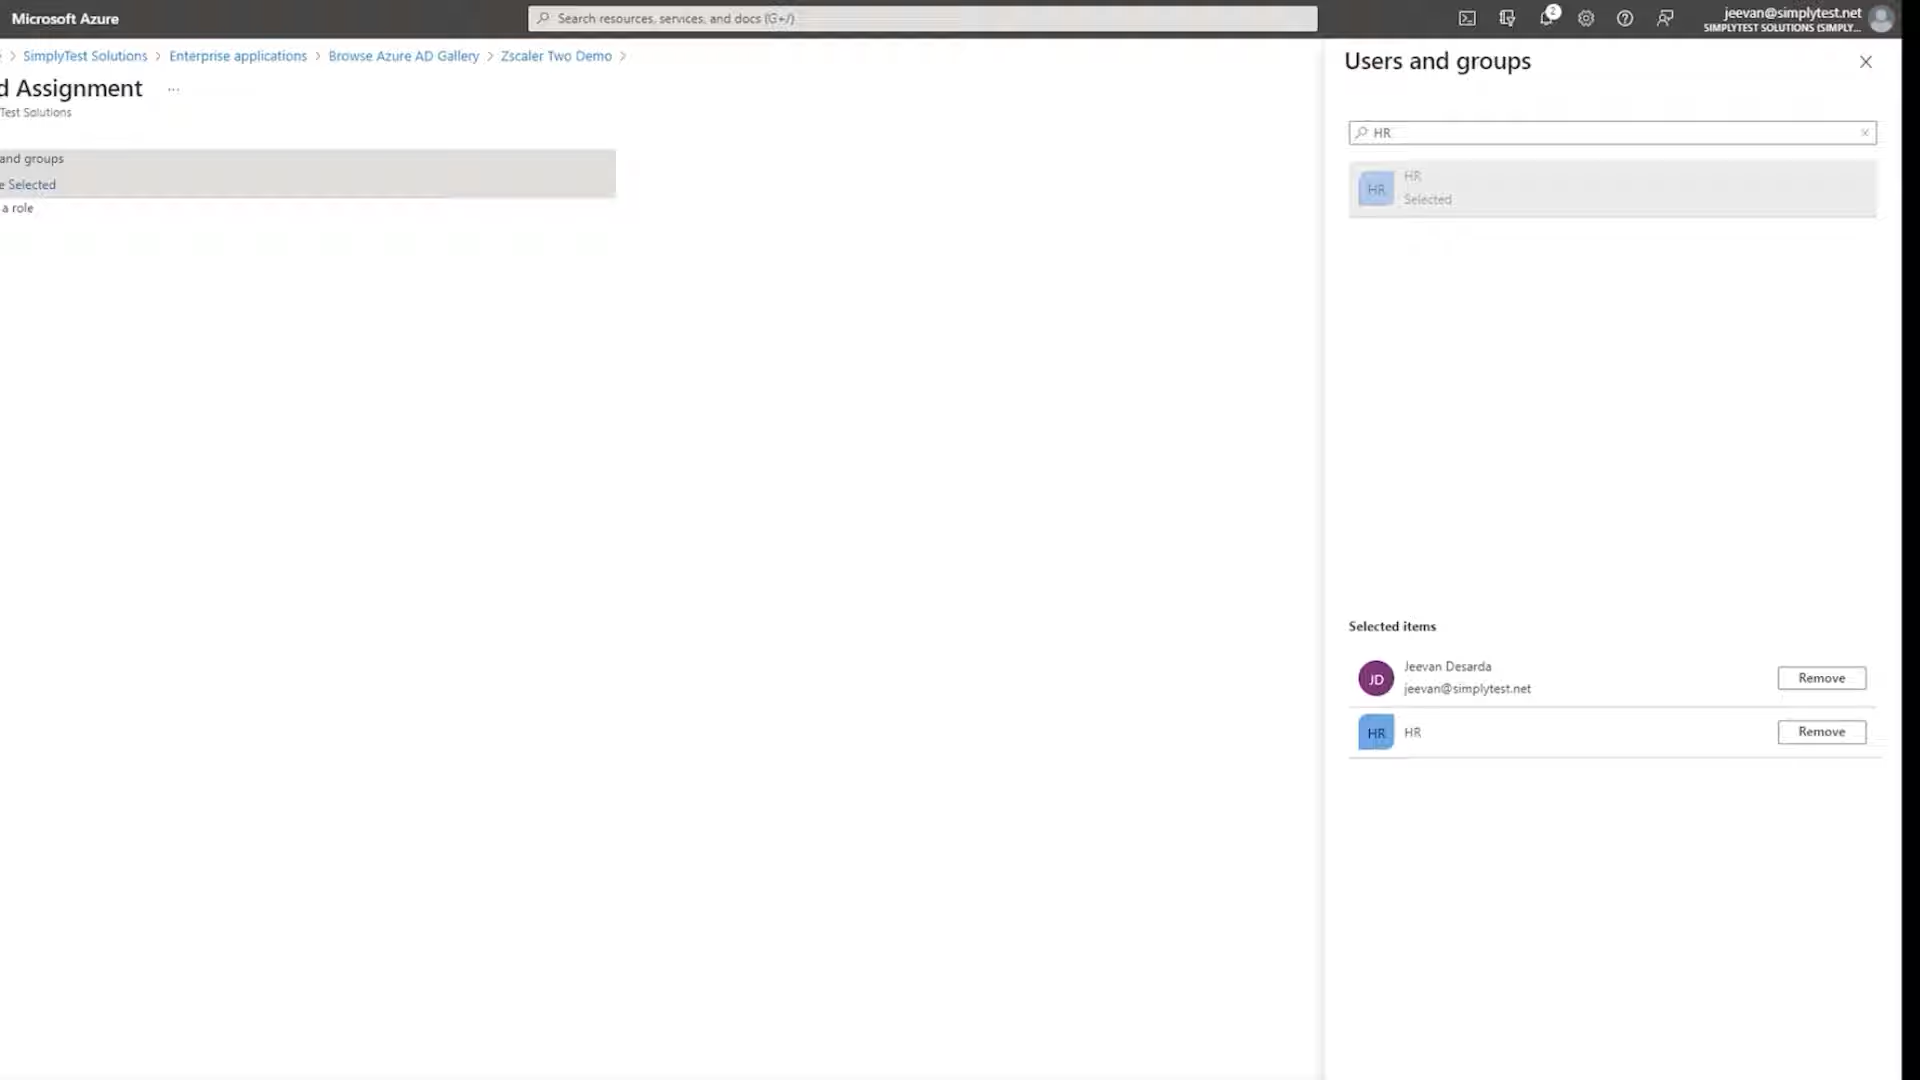 Microsoft Azure
Search resources, services, and docs (G+/)
2
jeevan@simplytest.net
SIMPLYTEST SOLUTIONS (SIMPLY...
> SimplyTest Solutions > Enterprise applications > Browse Azure AD Gallery > Zscaler Two Demo >
d Assignment ...
Test Solutions
and groups
e Selected
a role
Users and groups
HR
HR
HR
Selected
Selected items
JD
Jeevan Desarda
jeevan@simplytest.net
Remove
HR
HR
Remove